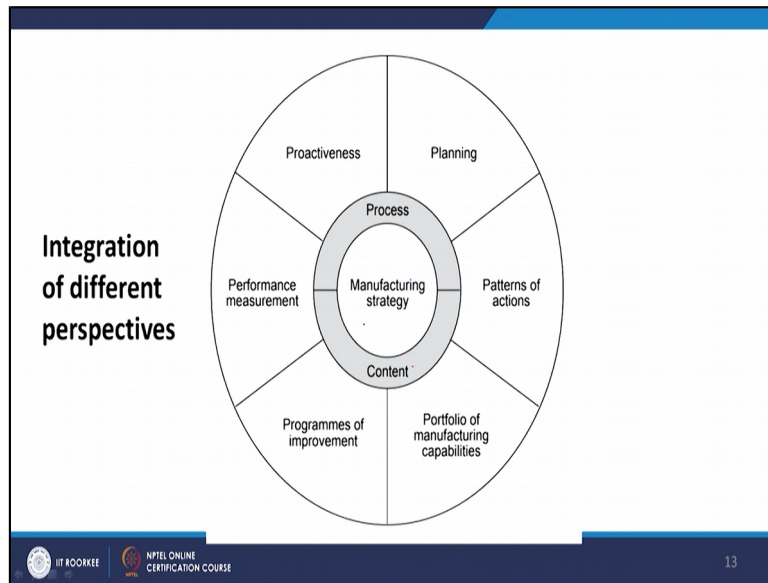 Integration
of different
perspectives
Proactiveness
Planning
Process
Performance
measurement
Manufacturing
strategy
Patterns of
actions
Content
Programmes of
improvement
Portfolio of
manufacturing
capabilities
IIT ROORKEE
NPTEL ONLINE
CERTIFICATION COURSE
13